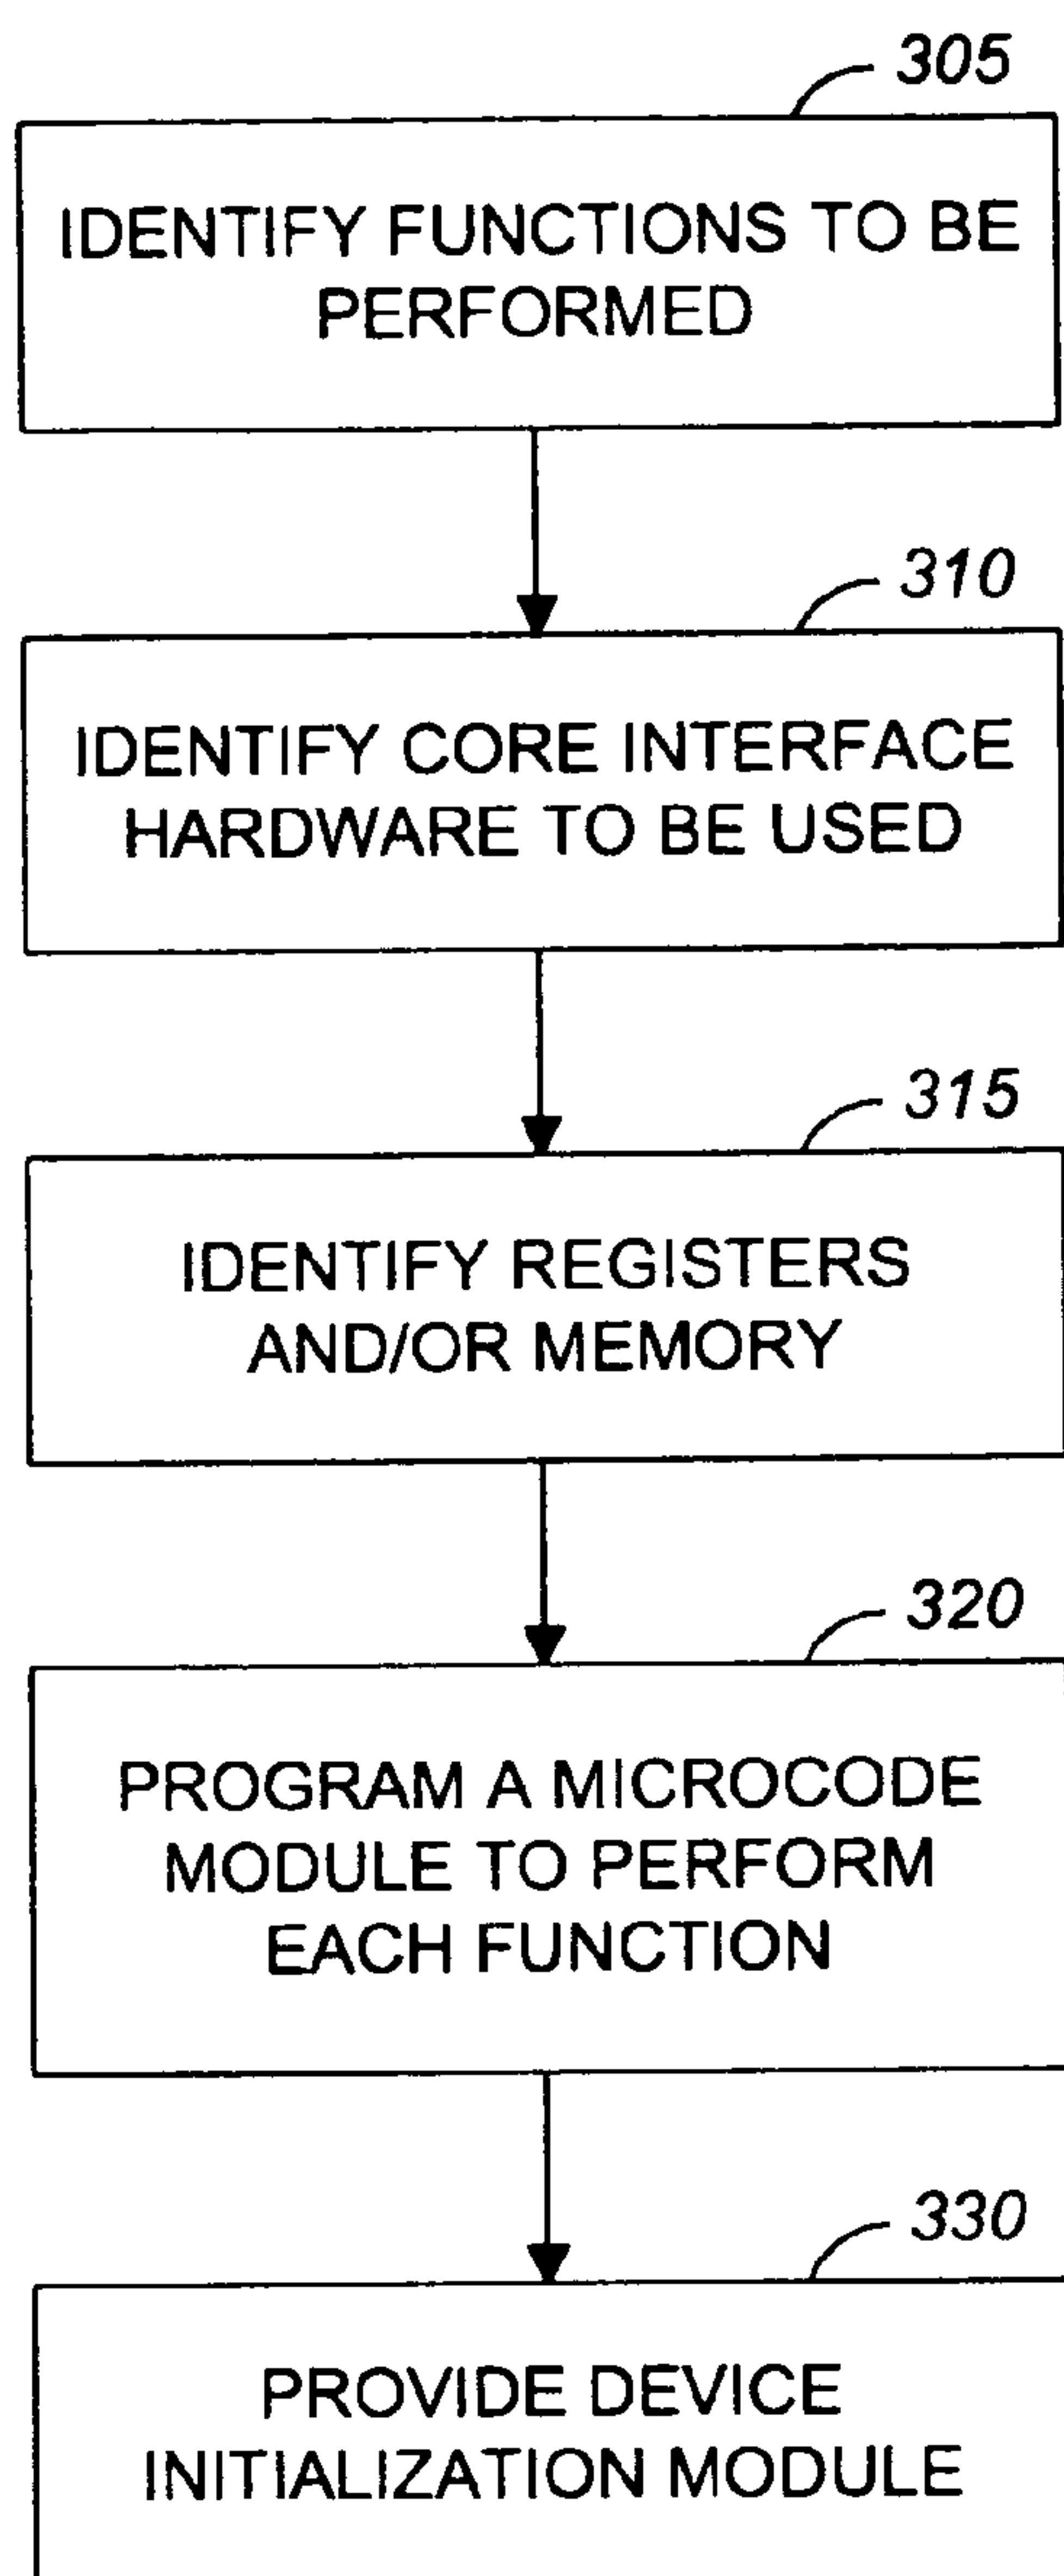 305
IDENTIFY FUNCTIONS TO BE
PERFORMED
310
IDENTIFY CORE INTERFACE
HARDWARE TO BE USED
315
IDENTIFY REGISTERS
AND/OR MEMORY
320
PROGRAM A MICROCODE
MODULE TO PERFORM
EACH FUNCTION
330
PROVIDE DEVICE
INITIALIZATION MODULE